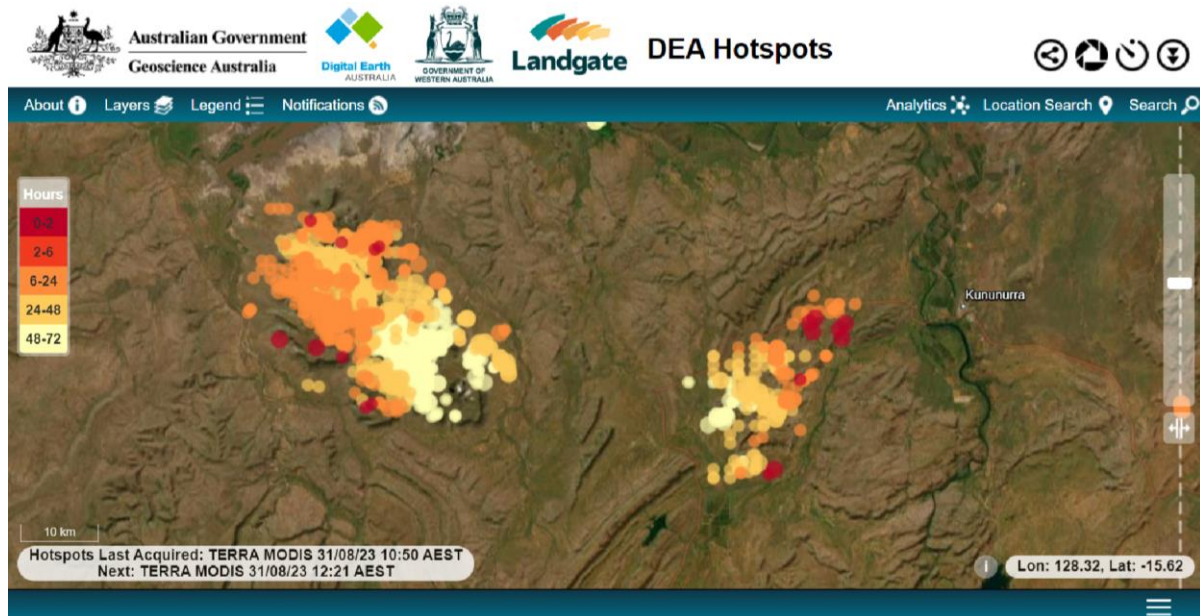 Australian Government
Geoscience Australia
Digital Earth
AUSTRALIA
GOVERNMENT OF
WESTERN AUSTRALIA
Landgate
DEA Hotspots
About
Layers
Legend
Notifications
Analytics
Location Search
Search
Hours
0-2
2-6
6-24
24-48
48-72
Kununurra
10 km
Hotspots Last Acquired: TERRA MODIS 31/08/23 10:50 AEST
Next: TERRA MODIS 31/08/23 12:21 AEST
Lon: 128.32, Lat: -15.62